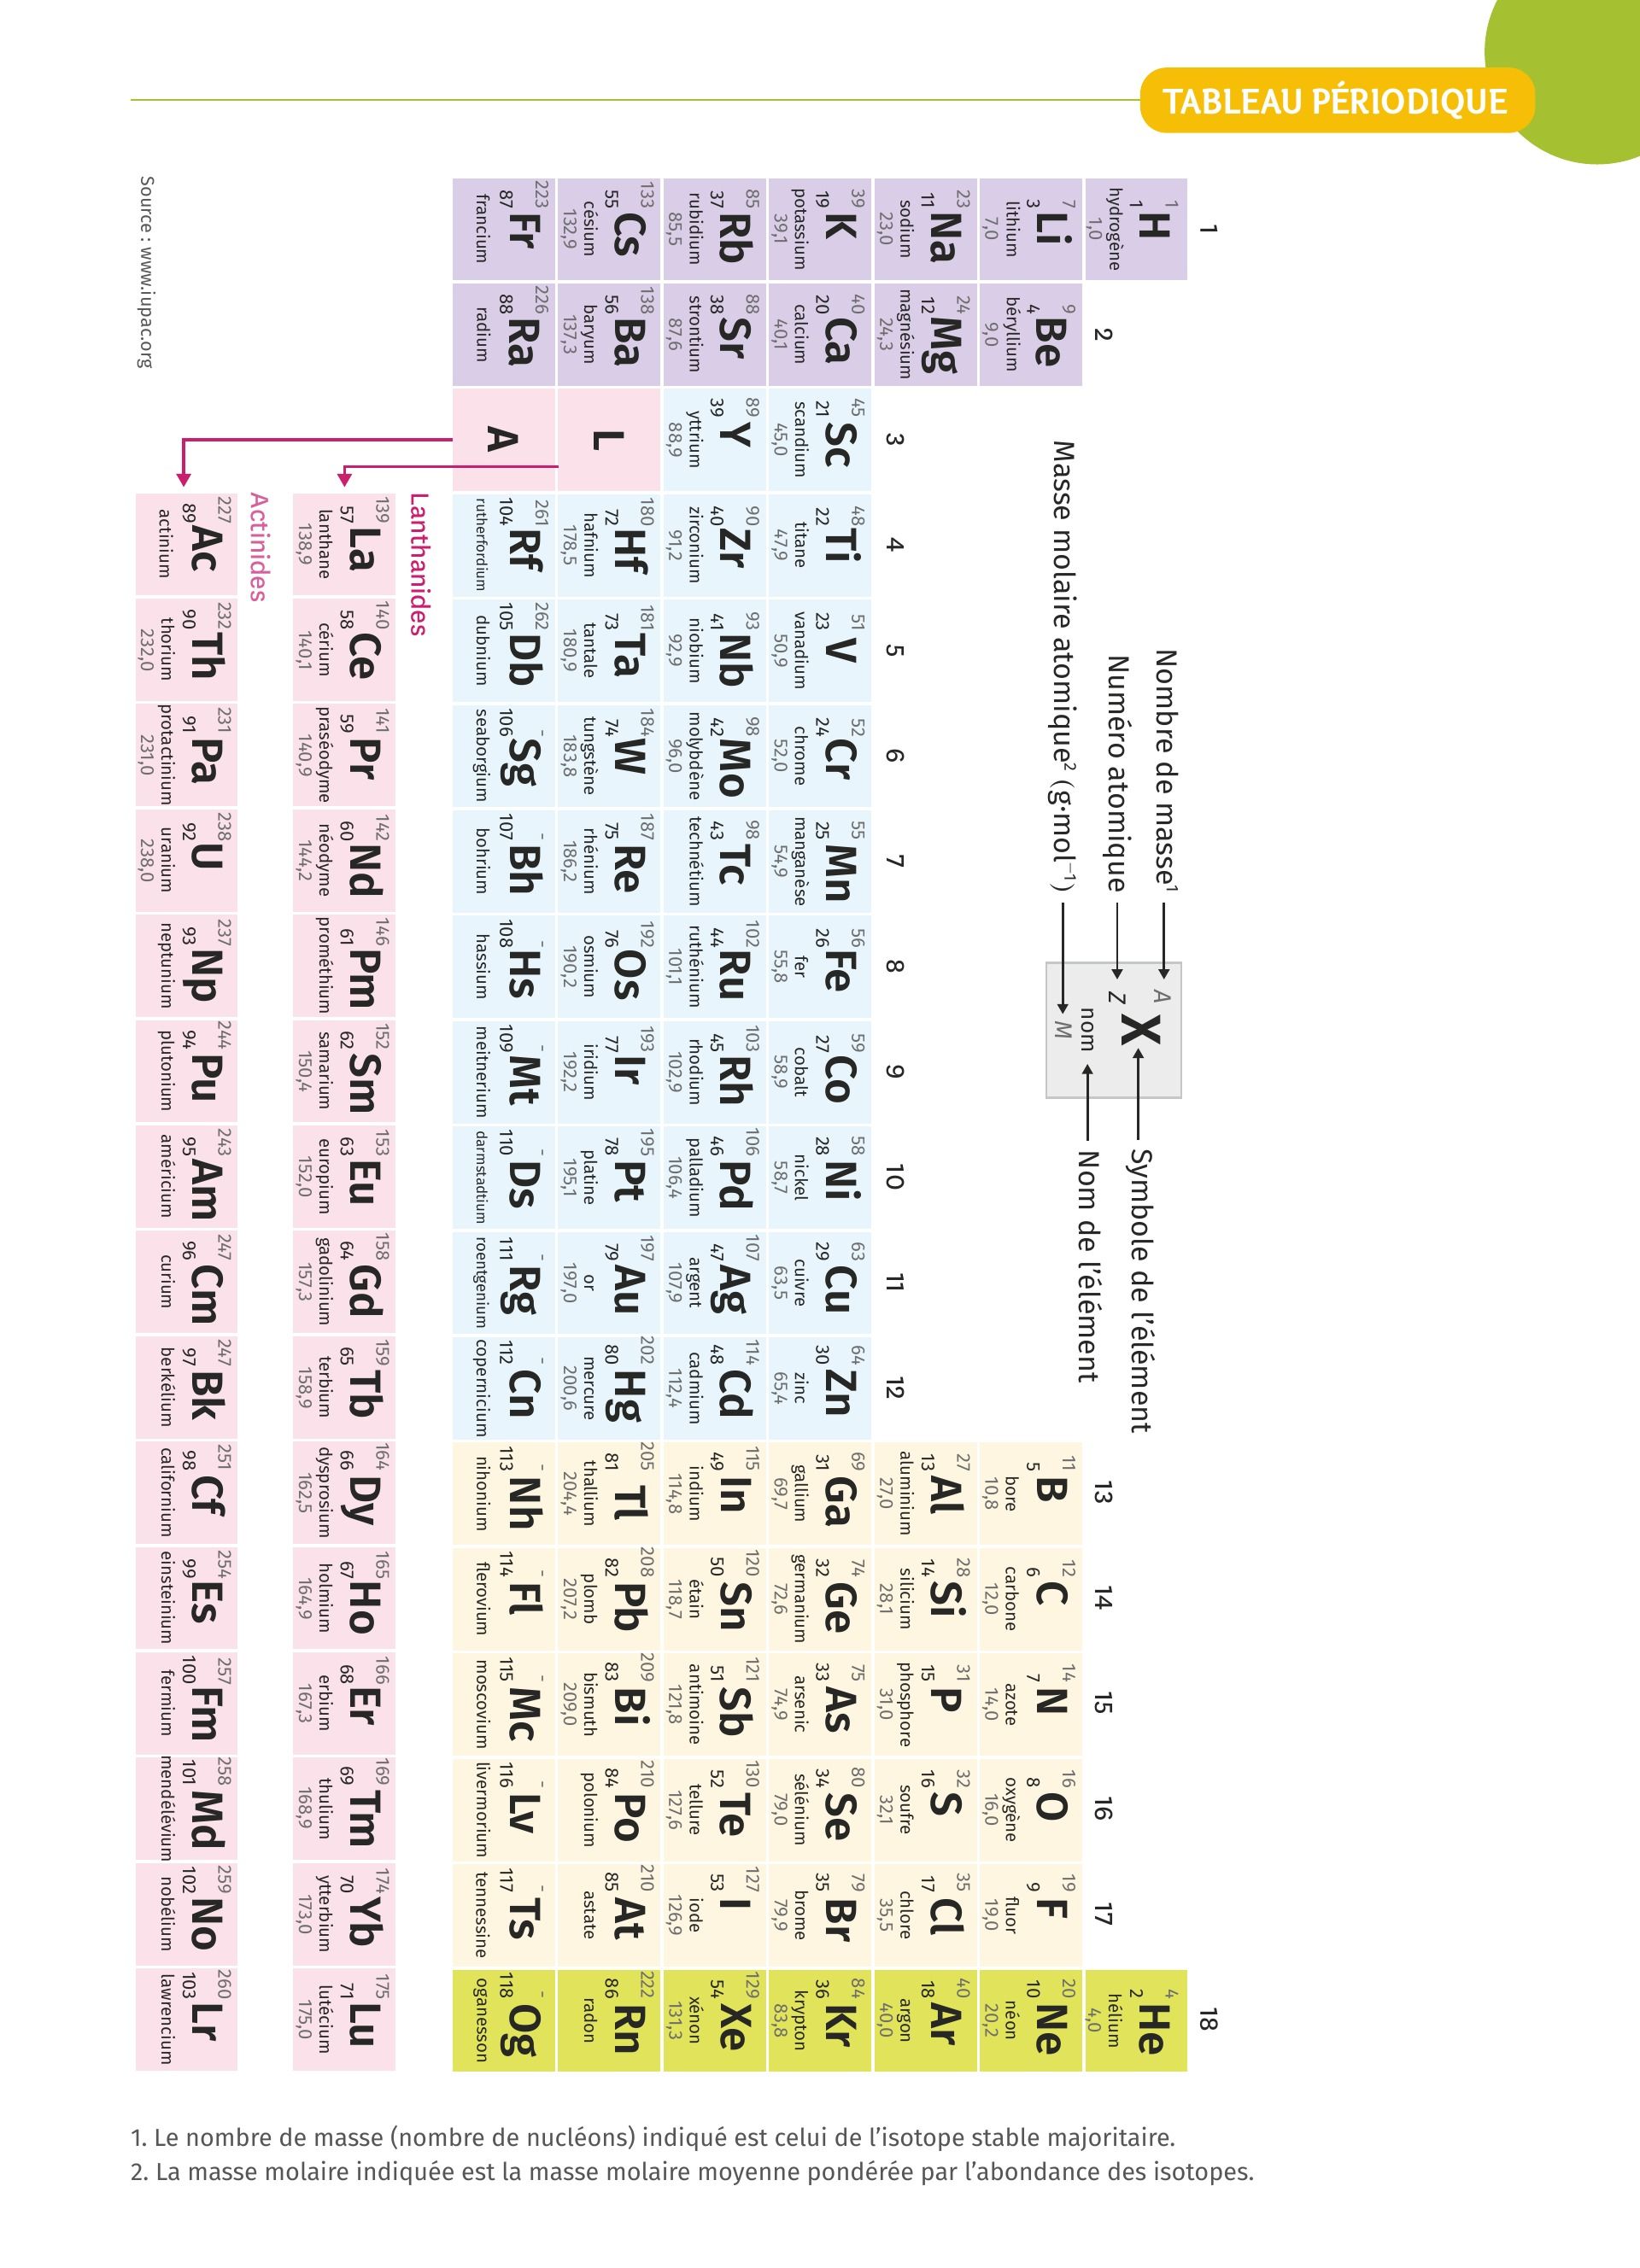 TABLEAU PÉRIODIQUE
1
18
1 H 1 hydrogène 1,0
Nombre de masse¹
Numéro atomique
Masse molaire atomique² (g·mol⁻¹)
A X Z nom M
Symbole de l'élément
Nom de l'élément
4 He 2 hélium 4,0
2
13 14 15 16 17
7 Li 3 lithium 7,0
9 Be 4 béryllium 9,0
11 B 5 bore 10,8
12 C 6 carbone 12,0
14 N 7 azote 14,0
16 O 8 oxygène 16,0
19 F 9 fluor 19,0
20 Ne 10 néon 20,2
23 Na 11 sodium 23,0
24 Mg 12 magnésium 24,3
3 4 5 6 7 8 9 10 11 12
27 Al 13 aluminium 27,0
28 Si 14 silicium 28,1
31 P 15 phosphore 31,0
32 S 16 soufre 32,1
35 Cl 17 chlore 35,5
40 Ar 18 argon 40,0
39 K 19 potassium 39,1
40 Ca 20 calcium 40,1
45 Sc 21 scandium 45,0
48 Ti 22 titane 47,9
51 V 23 vanadium 50,9
52 Cr 24 chrome 52,0
55 Mn 25 manganèse 54,9
56 Fe 26 fer 55,8
59 Co 27 cobalt 58,9
58 Ni 28 nickel 58,7
63 Cu 29 cuivre 63,5
64 Zn 30 zinc 65,4
69 Ga 31 gallium 69,7
74 Ge 32 germanium 72,6
75 As 33 arsenic 74,9
80 Se 34 sélénium 79,0
79 Br 35 brome 79,9
84 Kr 36 krypton 83,8
85 Rb 37 rubidium 85,5
88 Sr 38 strontium 87,6
89 Y 39 yttrium 88,9
90 Zr 40 zirconium 91,2
93 Nb 41 niobium 92,9
98 Mo 42 molybdène 96,0
98 Tc 43 technétium
102 Ru 44 ruthénium 101,1
103 Rh 45 rhodium 102,9
106 Pd 46 palladium 106,4
107 Ag 47 argent 107,9
114 Cd 48 cadmium 112,4
115 In 49 indium 114,8
120 Sn 50 étain 118,7
121 Sb 51 antimoine 121,8
130 Te 52 tellure 127,6
127 I 53 iode 126,9
129 Xe 54 xénon 131,3
133 Cs 55 césium 132,9
138 Ba 56 baryum 137,3
L
180 Hf 72 hafnium 178,5
181 Ta 73 tantale 180,9
184 W 74 tungstène 183,8
187 Re 75 rhénium 186,2
192 Os 76 osmium 190,2
193 Ir 77 iridium 192,2
195 Pt 78 platine 195,1
197 Au 79 or 197,0
202 Hg 80 mercure 200,6
205 Tl 81 thallium 204,4
208 Pb 82 plomb 207,2
209 Bi 83 bismuth 209,0
210 Po 84 polonium
210 At 85 astate
222 Rn 86 radon
223 Fr 87 francium
226 Ra 88 radium
A
261 Rf 104 rutherfordium
262 Db 105 dubnium
- Sg 106 seaborgium
- Bh 107 bohrium
- Hs 108 hassium
- Mt 109 meitnerium
- Ds 110 darmstadtium
- Rg 111 roentgenium
- Cn 112 copernicium
- Nh 113 nihonium
- Fl 114 flerovium
- Mc 115 moscovium
- Lv 116 livermorium
- Ts 117 tennessine
- Og 118 oganesson
Lanthanides
139 La 57 lanthane 138,9
140 Ce 58 cérium 140,1
141 Pr 59 praséodyme 140,9
142 Nd 60 néodyme 144,2
146 Pm 61 prométhium
152 Sm 62 samarium 150,4
153 Eu 63 europium 152,0
158 Gd 64 gadolinium 157,3
159 Tb 65 terbium 158,9
164 Dy 66 dysprosium 162,5
165 Ho 67 holmium 164,9
166 Er 68 erbium 167,3
169 Tm 69 thulium 168,9
174 Yb 70 ytterbium 173,0
175 Lu 71 lutécium 175,0
Actinides
227 Ac 89 actinium
232 Th 90 thorium 232,0
231 Pa 91 protactinium 231,0
238 U 92 uranium 238,0
237 Np 93 neptunium
244 Pu 94 plutonium
243 Am 95 américium
247 Cm 96 curium
247 Bk 97 berkélium
251 Cf 98 californium
254 Es 99 einsteinium
257 Fm 100 fermium
258 Md 101 mendélévium
259 No 102 nobélium
260 Lr 103 lawrencium
Source : www.iupac.org
1. Le nombre de masse (nombre de nucléons) indiqué est celui de l'isotope stable majoritaire.
2. La masse molaire indiquée est la masse molaire moyenne pondérée par l'abondance des isotopes.